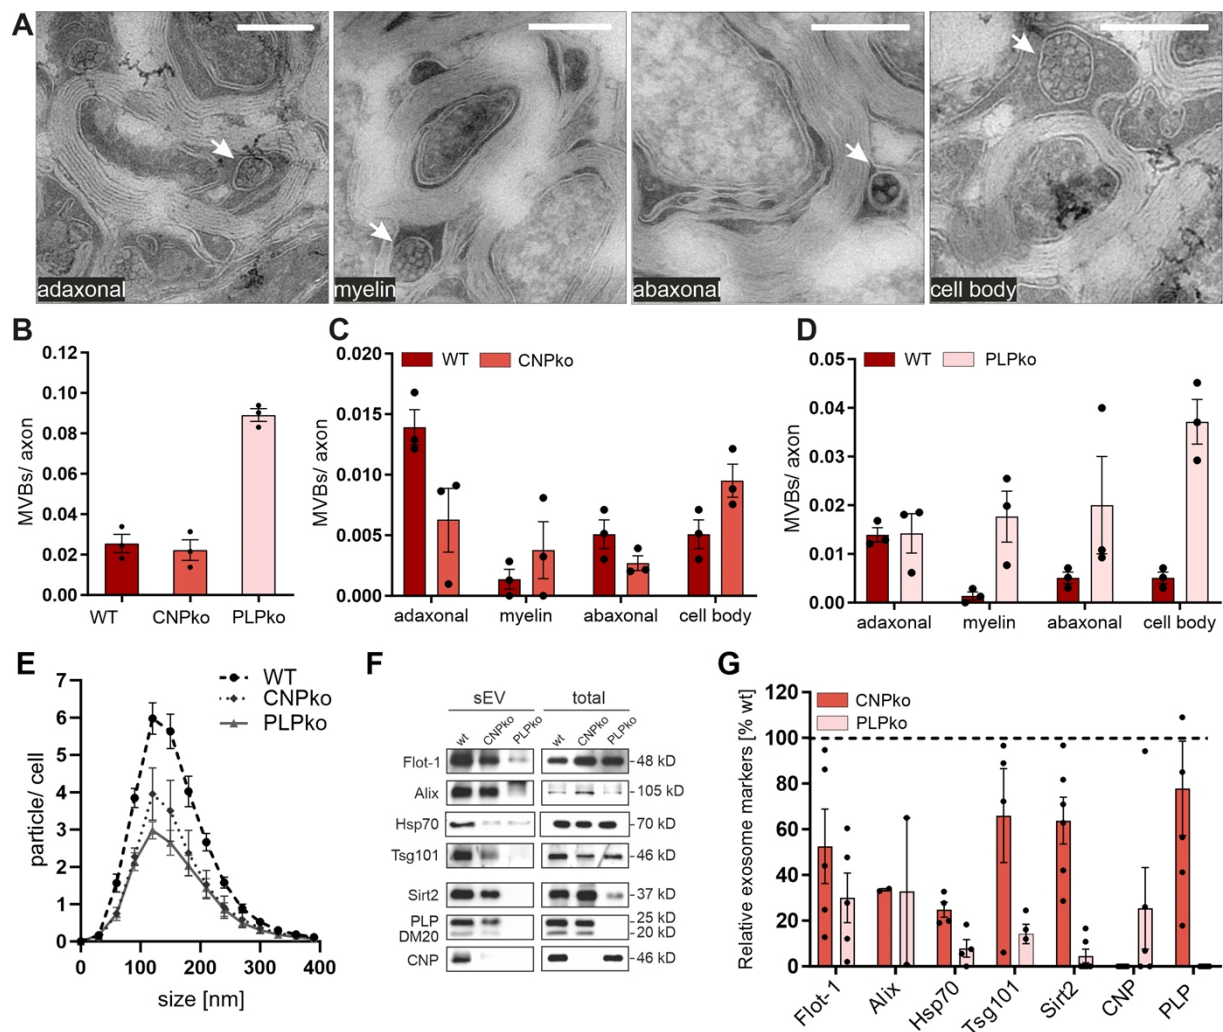 A
adaxonal
myelin
abaxonal
cell body
B
MVBs/ axon
0.12
0.10
0.08
0.06
0.04
0.02
0.00
WT
CNPko
PLPko
C
WT
CNPko
MVBs/ axon
0.020
0.015
0.010
0.005
0.000
adaxonal
myelin
abaxonal
cell body
D
WT
PLPko
MVBs/ axon
0.05
0.04
0.03
0.02
0.01
0.00
adaxonal
myelin
abaxonal
cell body
E
WT
CNPko
PLPko
particle/ cell
7
6
5
4
3
2
1
0
0
100
200
300
400
size [nm]
F
sEV
total
wt
CNPko
PLPko
wt
CNPko
PLPko
Flot-1
-48 kD
Alix
-105 kD
Hsp70
-70 kD
Tsg101
-46 kD
Sirt2
-37 kD
PLP
-25 kD
DM20
-20 kD
CNP
-46 kD
G
CNPko
PLPko
Relative exosome markers [% wt]
120
100
80
60
40
20
0
Flot-1
Alix
Hsp70
Tsg101
Sirt2
CNP
PLP